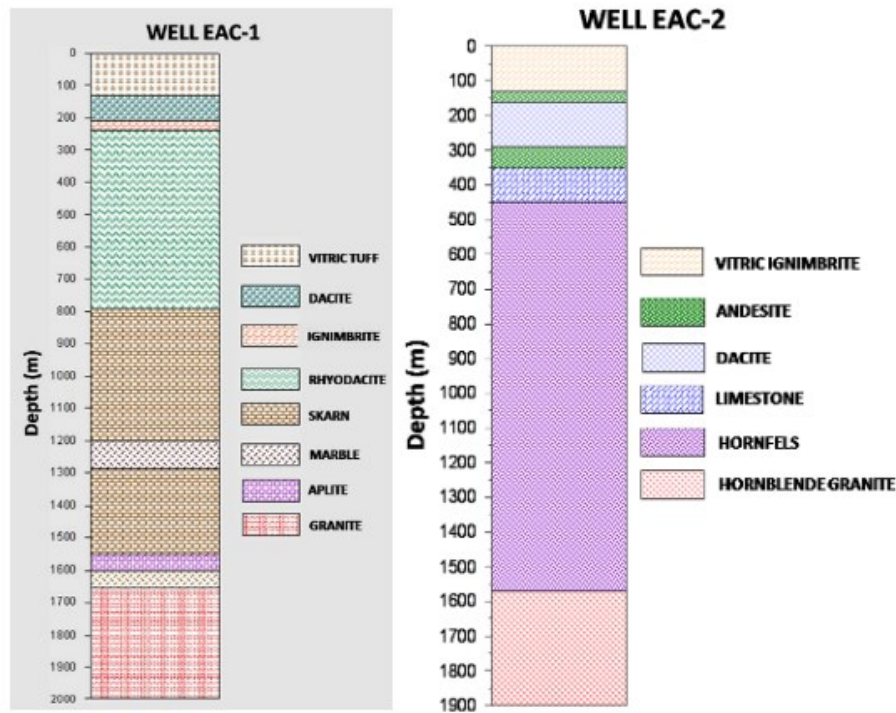 WELL EAC-1
0
100
200
300
400
500
600
700
800
900
1000
1100
1200
1300
1400
1500
1600
1700
1800
1900
2000
Depth (m)
VITRIC TUFF
DACITE
IGNIMBRITE
RHYODACITE
SKARN
MARBLE
APLITE
GRANITE
WELL EAC-2
0
100
200
300
400
500
600
700
800
900
1000
1100
1200
1300
1400
1500
1600
1700
1800
1900
Depth (m)
VITRIC IGNIMBRITE
ANDESITE
DACITE
LIMESTONE
HORNFELS
HORNBLENDE GRANITE